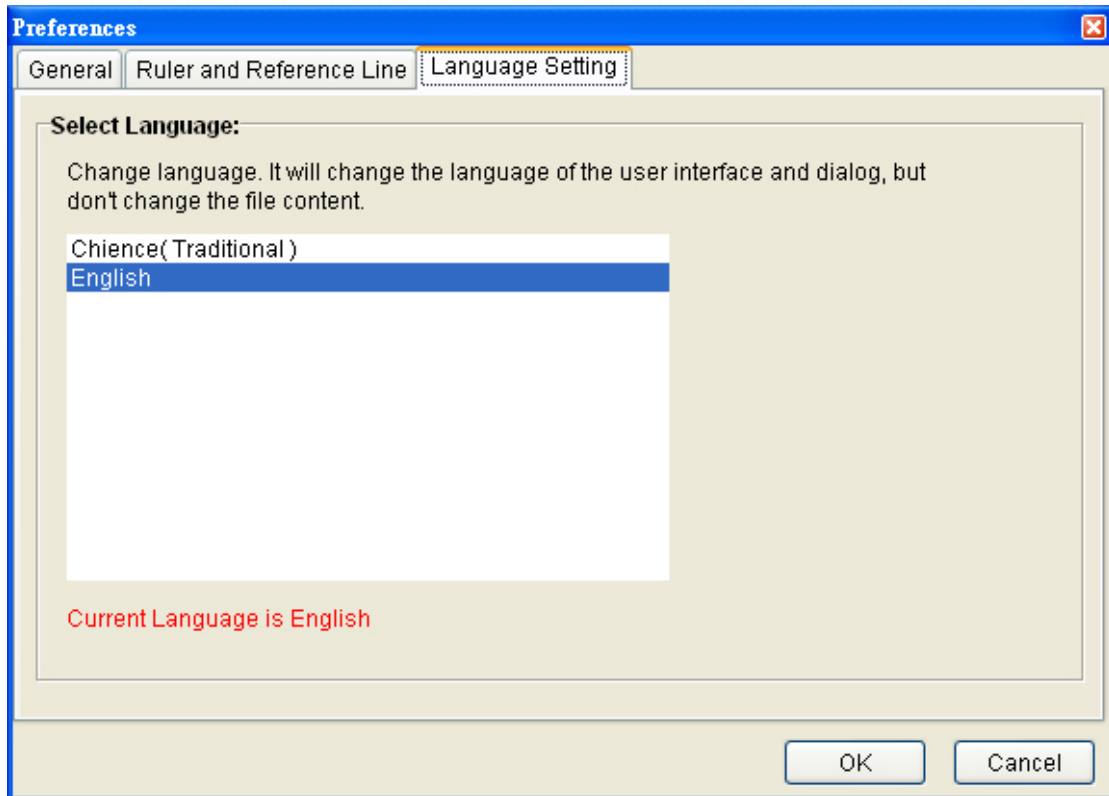 Preferences
General
Ruler and Reference Line
Language Setting
Select Language:
Change language. It will change the language of the user interface and dialog, but
don't change the file content.
Chience( Traditional )
English
Current Language is English
OK
Cancel